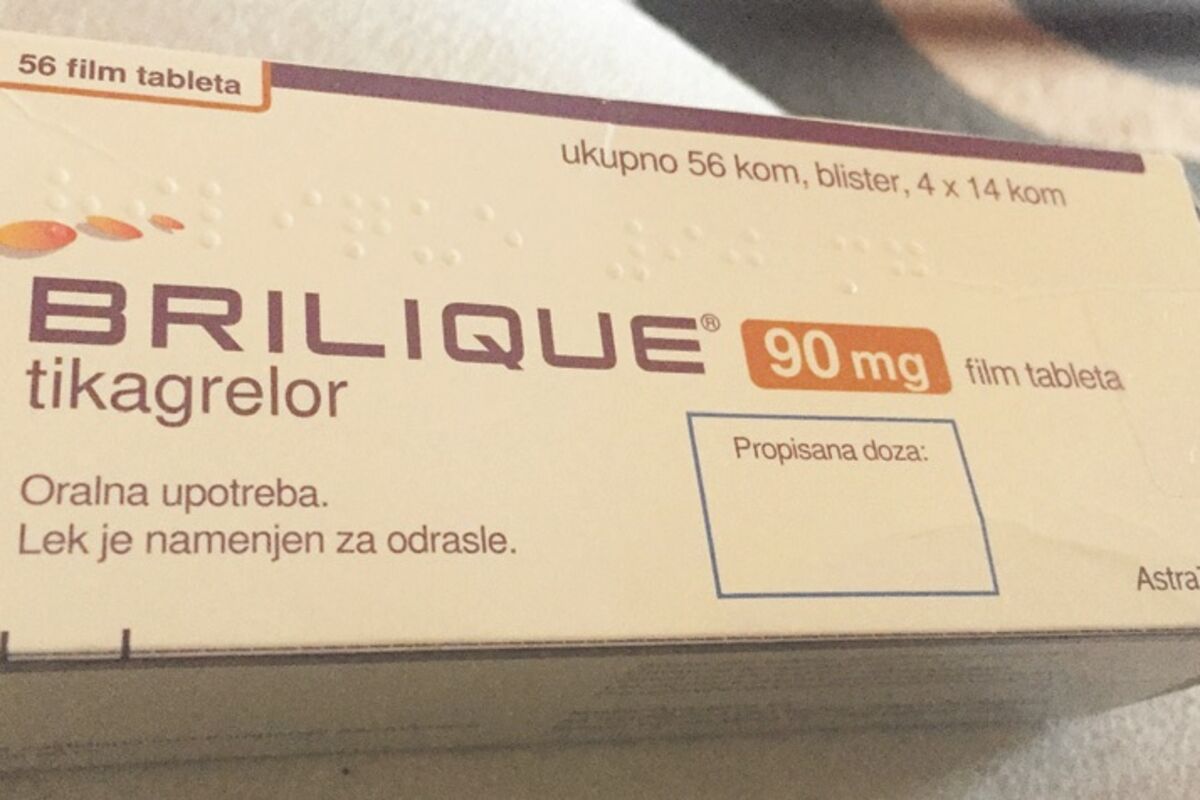 56 film tableta
ukupno 56 kom, blister, 4 x 14 kom
BRILIQUE® 90 mg film tableta
tikagrelor
Propisana doza:
Oralna upotreba.
Lek je namenjen za odrasle.
Astra